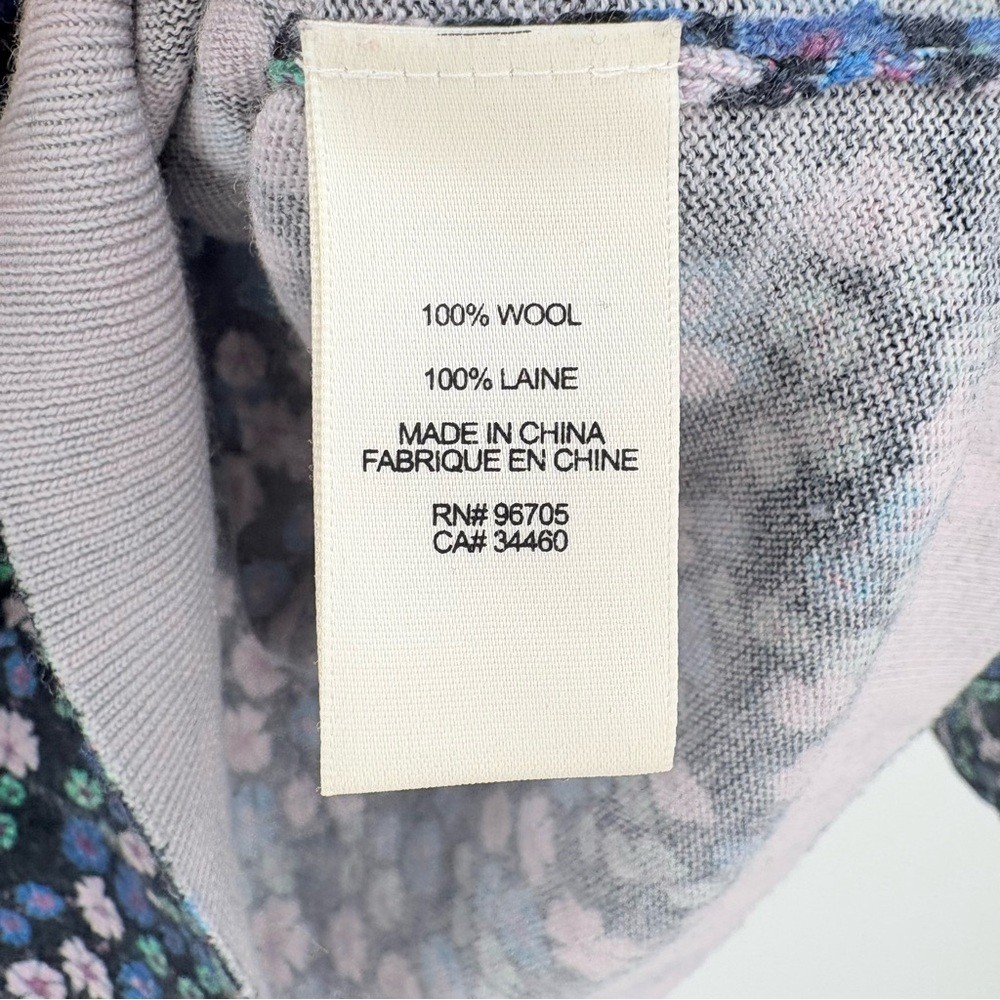 100% WOOL
100% LAINE
MADE IN CHINA
FABRIQUE EN CHINE
RN# 96705
CA# 34460